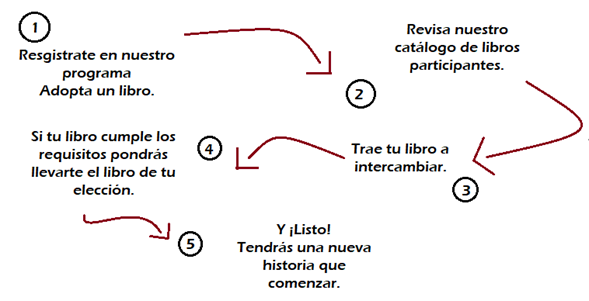 1
Resgistrate en nuestro
programa
Adopta un libro.
2
Revisa nuestro
catálogo de libros
participantes.
3
Trae tu libro a
intercambiar.
4
Si tu libro cumple los
requisitos pondrás
llevarte el libro de tu
elección.
5
Y ¡Listo!
Tendrás una nueva
historia que
comenzar.